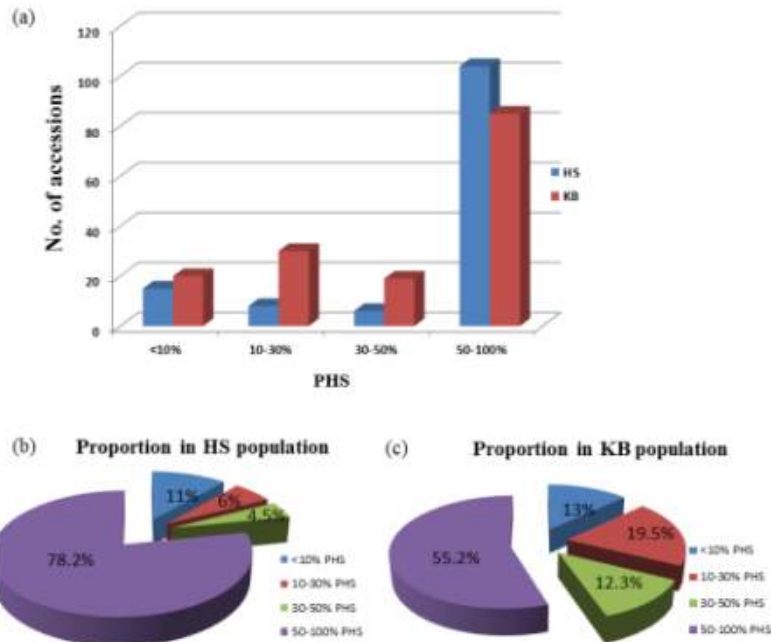 (a)
120
100
80
60
40
20
0
No. of accessions
<10% 10-30% 30-50% 50-100%
PHS
HS
KB
(b) Proportion in HS population
11%
6%
4.5%
78.2%
<10% PHS
10-30% PHS
30-50% PHS
50-100% PHS
(c) Proportion in KB population
13%
19.5%
12.3%
55.2%
<10% PHS
10-30% PHS
30-50% PHS
50-100% PHS